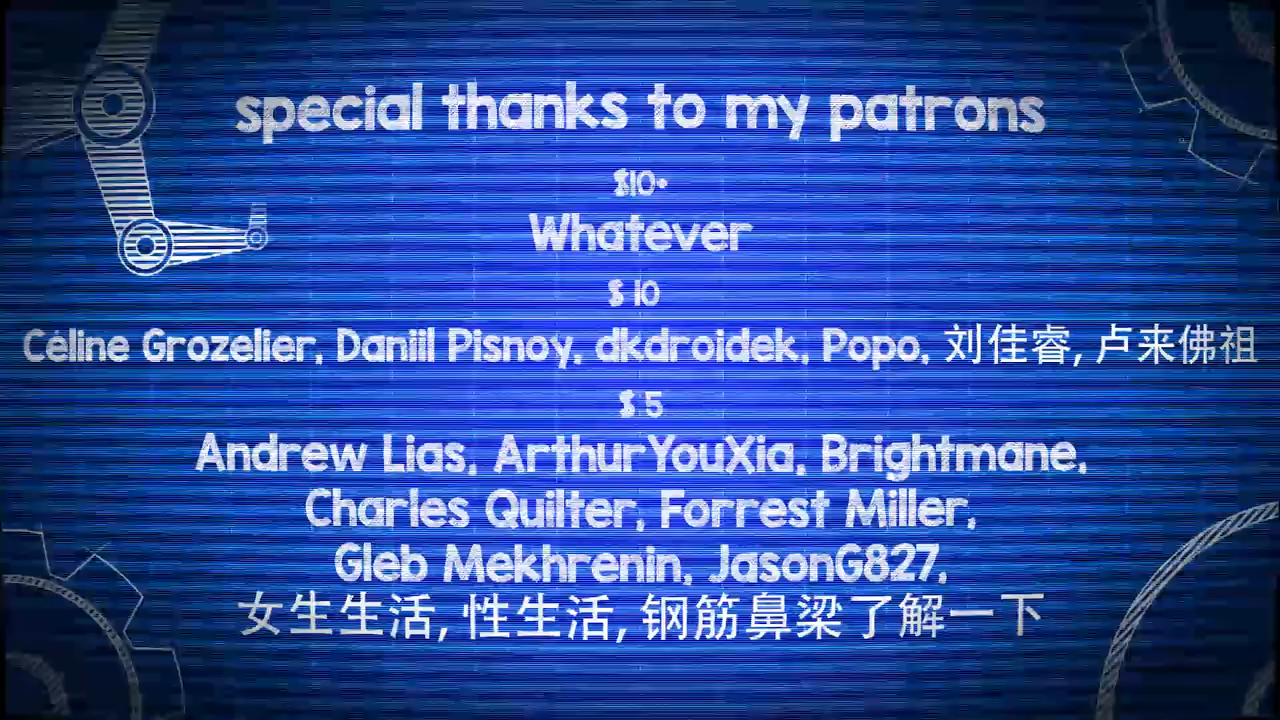 special thanks to my patrons
$10+
Whatever
$10
Céline Grozelier, Daniil Pisnoy, dkdroidek, Popo, 刘佳睿, 卢来佛祖
$5
Andrew Lias, ArthurYouXia, Brightmane,
Charles Quilter, Forrest Miller,
Gleb Mekhrenin, JasonG827,
女生生活, 性生活, 钢筋鼻梁了解一下